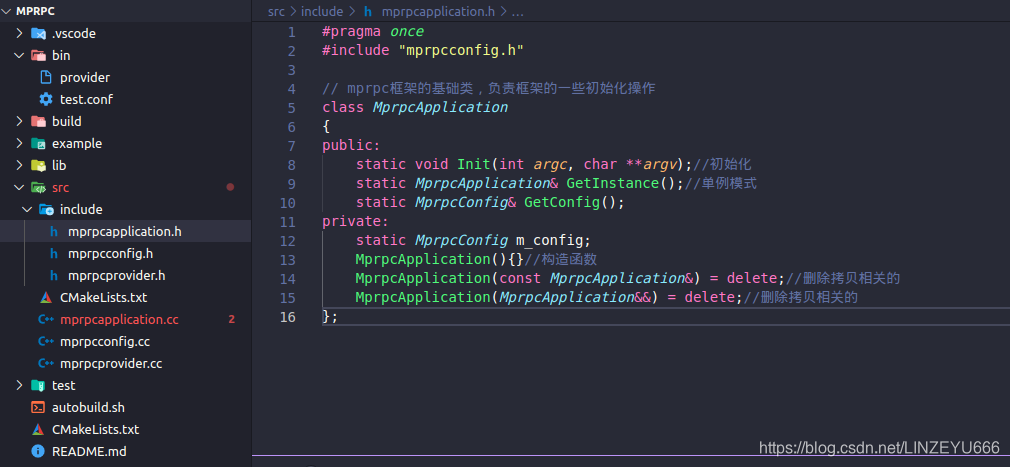 MPRPC
.vscode
bin
provider
test.conf
build
example
lib
src
include
mprpcapplication.h
mprpcconfig.h
mprpcprovider.h
CMakeLists.txt
mprpcapplication.cc 2
mprpcconfig.cc
mprpcprovider.cc
test
autobuild.sh
CMakeLists.txt
README.md
src > include > h mprpcapplication.h > ...
1 #pragma once
2 #include "mprpcconfig.h"
3
4 // mprpc框架的基础类，负责框架的一些初始化操作
5 class MprpcApplication
6 {
7 public:
8     static void Init(int argc, char **argv);//初始化
9     static MprpcApplication& GetInstance();//单例模式
10     static MprpcConfig& GetConfig();
11 private:
12     static MprpcConfig m_config;
13     MprpcApplication(){}//构造函数
14     MprpcApplication(const MprpcApplication&) = delete;//删除拷贝相关的
15     MprpcApplication(MprpcApplication&&) = delete;//删除拷贝相关的
16 };
https://blog.csdn.net/LINZEYU666